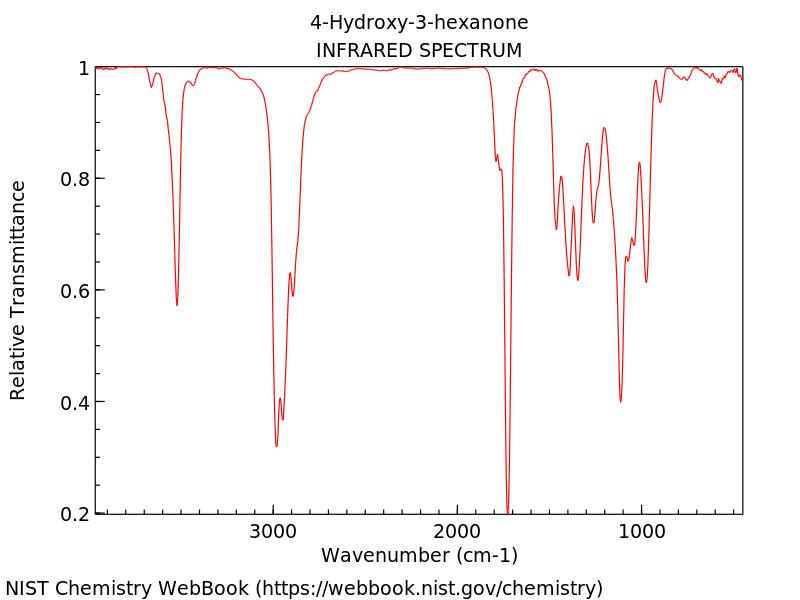 4-Hydroxy-3-hexanone
INFRARED SPECTRUM
1
0.8
0.6
0.4
0.2
Relative Transmittance
3000 2000 1000
Wavenumber (cm-1)
NIST Chemistry WebBook (https://webbook.nist.gov/chemistry)